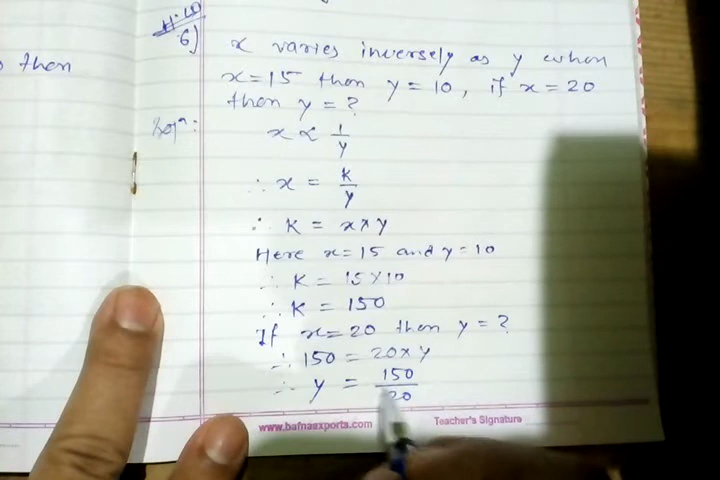 then
H.W
6)
x varies inversely as y when
x=15 then y = 10, if x = 20
then y = ?
Solⁿ:
x ∝ 1/y
∴ x = k/y
∴ K = x×y
Here x=15 and y=10
∴ K = 15×10
∴ K = 150
If x=20 then y = ?
∴ 150 = 20×y
∴ y = 150/20
www.bafnaexports.com
Teacher's Signature